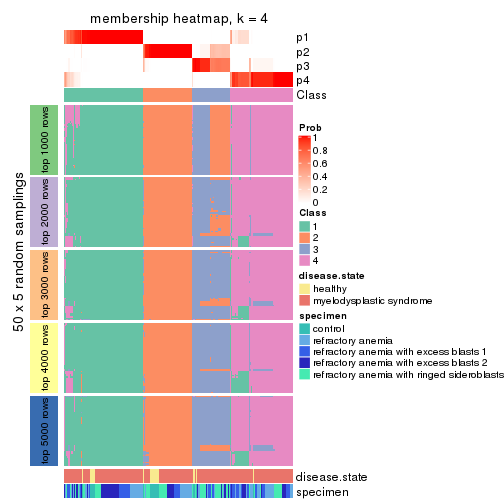 membership heatmap, k = 4
p1
p2
p3
p4
Class
50 x 5 random samplings
top 1000 rows
top 2000 rows
top 3000 rows
top 4000 rows
top 5000 rows
Prob
1
0.8
0.6
0.4
0.2
0
Class
1
2
3
4
disease.state
healthy
myelodysplastic syndrome
specimen
control
refractory anemia
refractory anemia with excess blasts 1
refractory anemia with excess blasts 2
refractory anemia with ringed sideroblasts
disease.state
specimen